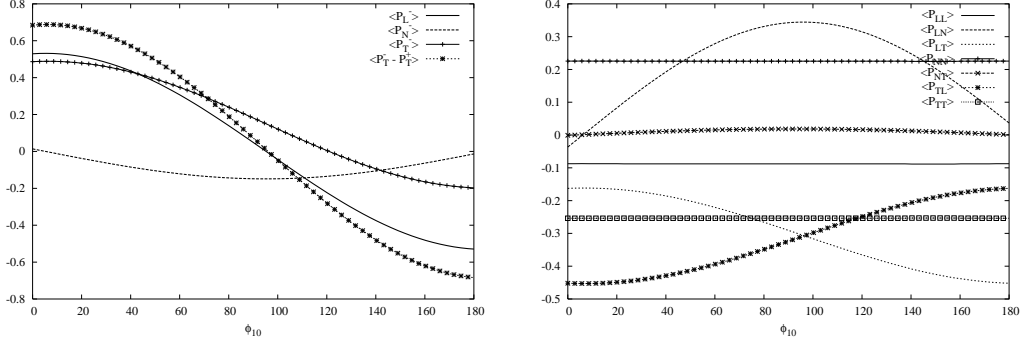 0.8
0.6
0.4
0.2
0
-0.2
-0.4
-0.6
-0.8
0 20 40 60 80 100 120 140 160 180
ϕ10
<PL->
<PN->
<PT->
<PT- - PT+>
0.4
0.3
0.2
0.1
0
-0.1
-0.2
-0.3
-0.4
-0.5
0 20 40 60 80 100 120 140 160 180
ϕ10
<PLL>
<PLN>
<PLT>
<PNN>
<PNT>
<PTL>
<PTT>